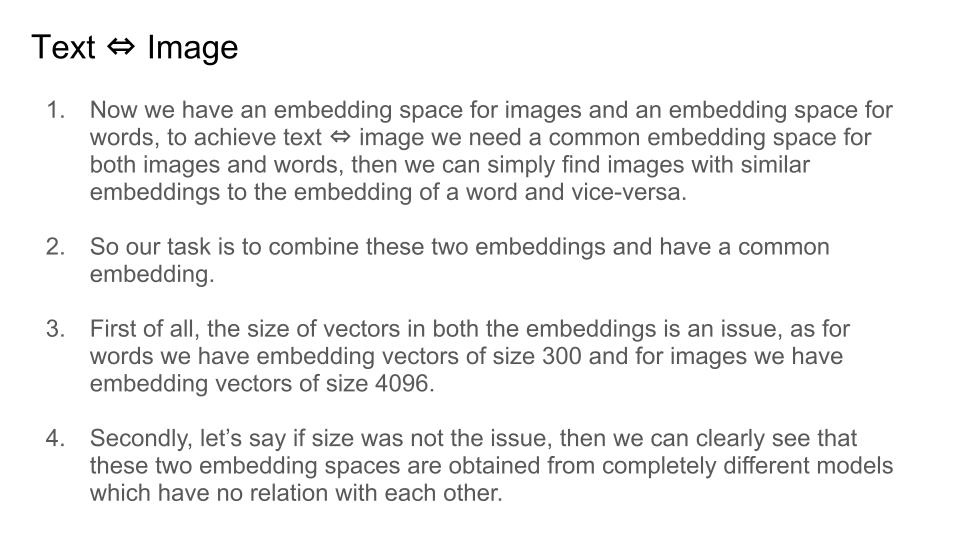 Text ⇔ Image
1. Now we have an embedding space for images and an embedding space for
words, to achieve text ⇔ image we need a common embedding space for
both images and words, then we can simply find images with similar
embeddings to the embedding of a word and vice-versa.
2. So our task is to combine these two embeddings and have a common
embedding.
3. First of all, the size of vectors in both the embeddings is an issue, as for
words we have embedding vectors of size 300 and for images we have
embedding vectors of size 4096.
4. Secondly, let’s say if size was not the issue, then we can clearly see that
these two embedding spaces are obtained from completely different models
which have no relation with each other.